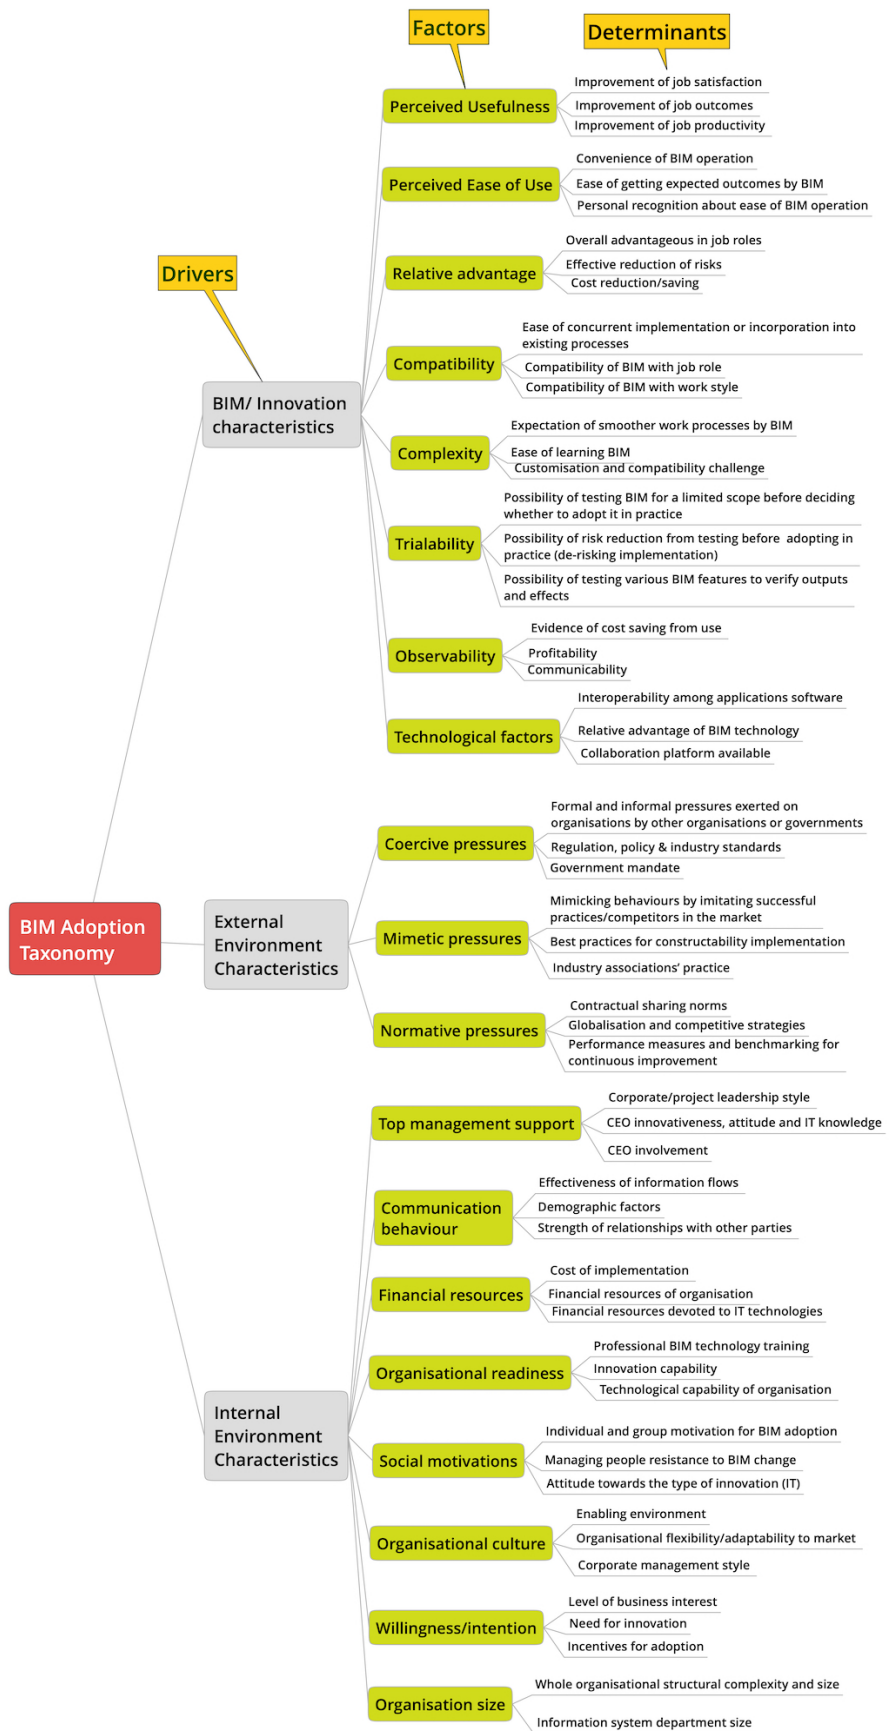 Factors
Determinants
Drivers
BIM Adoption
Taxonomy
BIM/ Innovation
characteristics
Perceived Usefulness
Improvement of job satisfaction
Improvement of job outcomes
Improvement of job productivity
Perceived Ease of Use
Convenience of BIM operation
Ease of getting expected outcomes by BIM
Personal recognition about ease of BIM operation
Relative advantage
Overall advantageous in job roles
Effective reduction of risks
Cost reduction/saving
Compatibility
Ease of concurrent implementation or incorporation into
existing processes
Compatibility of BIM with job role
Compatibility of BIM with work style
Complexity
Expectation of smoother work processes by BIM
Ease of learning BIM
Customisation and compatibility challenge
Trialability
Possibility of testing BIM for a limited scope before deciding
whether to adopt it in practice
Possibility of risk reduction from testing before  adopting in
practice (de-risking implementation)
Possibility of testing various BIM features to verify outputs
and effects
Observability
Evidence of cost saving from use
Profitability
Communicability
Technological factors
Interoperability among applications software
Relative advantage of BIM technology
Collaboration platform available
External
Environment
Characteristics
Coercive pressures
Formal and informal pressures exerted on
organisations by other organisations or governments
Regulation, policy & industry standards
Government mandate
Mimetic pressures
Mimicking behaviours by imitating successful
practices/competitors in the market
Best practices for constructability implementation
Industry associations' practice
Normative pressures
Contractual sharing norms
Globalisation and competitive strategies
Performance measures and benchmarking for
continuous improvement
Internal
Environment
Characteristics
Top management support
Corporate/project leadership style
CEO innovativeness, attitude and IT knowledge
CEO involvement
Communication
behaviour
Effectiveness of information flows
Demographic factors
Strength of relationships with other parties
Financial resources
Cost of implementation
Financial resources of organisation
Financial resources devoted to IT technologies
Organisational readiness
Professional BIM technology training
Innovation capability
Technological capability of organisation
Social motivations
Individual and group motivation for BIM adoption
Managing people resistance to BIM change
Attitude towards the type of innovation (IT)
Organisational culture
Enabling environment
Organisational flexibility/adaptability to market
Corporate management style
Willingness/intention
Level of business interest
Need for innovation
Incentives for adoption
Organisation size
Whole organisational structural complexity and size
Information system department size